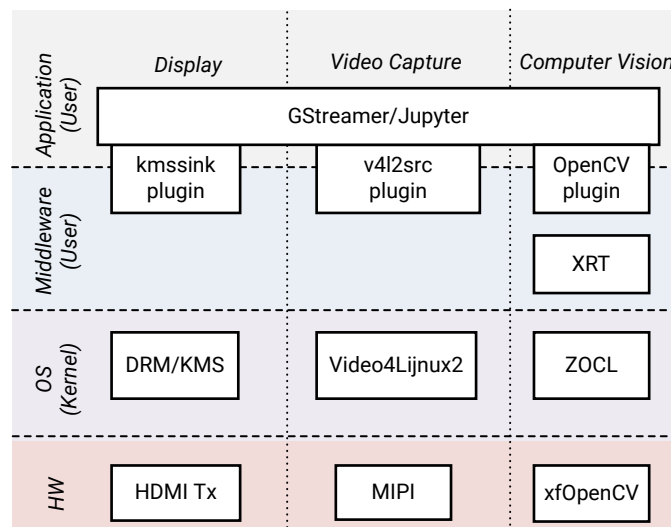 Display
Video Capture
Computer Vision
Application
(User)
GStreamer/Jupyter
kmssink
plugin
v4l2src
plugin
OpenCV
plugin
Middleware
(User)
XRT
OS
(Kernel)
DRM/KMS
Video4Lijnux2
ZOCL
HW
HDMI Tx
MIPI
xfOpenCV